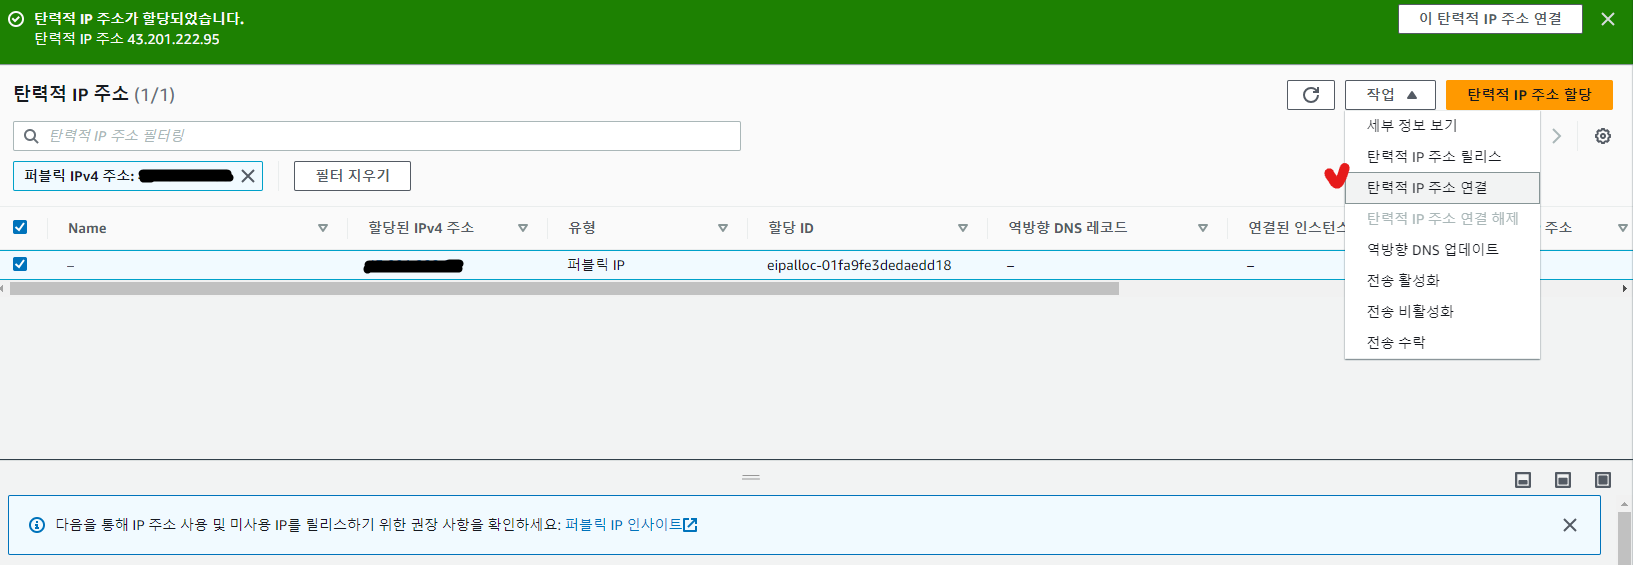 탄력적 IP 주소가 할당되었습니다.
탄력적 IP 주소 43.201.222.95
이 탄력적 IP 주소 연결
탄력적 IP 주소 (1/1)
작업
탄력적 IP 주소 할당
탄력적 IP 주소 필터링
퍼블릭 IPv4 주소:
필터 지우기
세부 정보 보기
탄력적 IP 주소 릴리스
탄력적 IP 주소 연결
탄력적 IP 주소 연결 해제
역방향 DNS 업데이트
전송 활성화
전송 비활성화
전송 수락
Name 할당된 IPv4 주소 유형 할당 ID 역방향 DNS 레코드 연결된 인스턴스 주소
– 퍼블릭 IP eipalloc-01fa9fe3dedaedd18 – –
다음을 통해 IP 주소 사용 및 미사용 IP를 릴리스하기 위한 권장 사항을 확인하세요: 퍼블릭 IP 인사이트